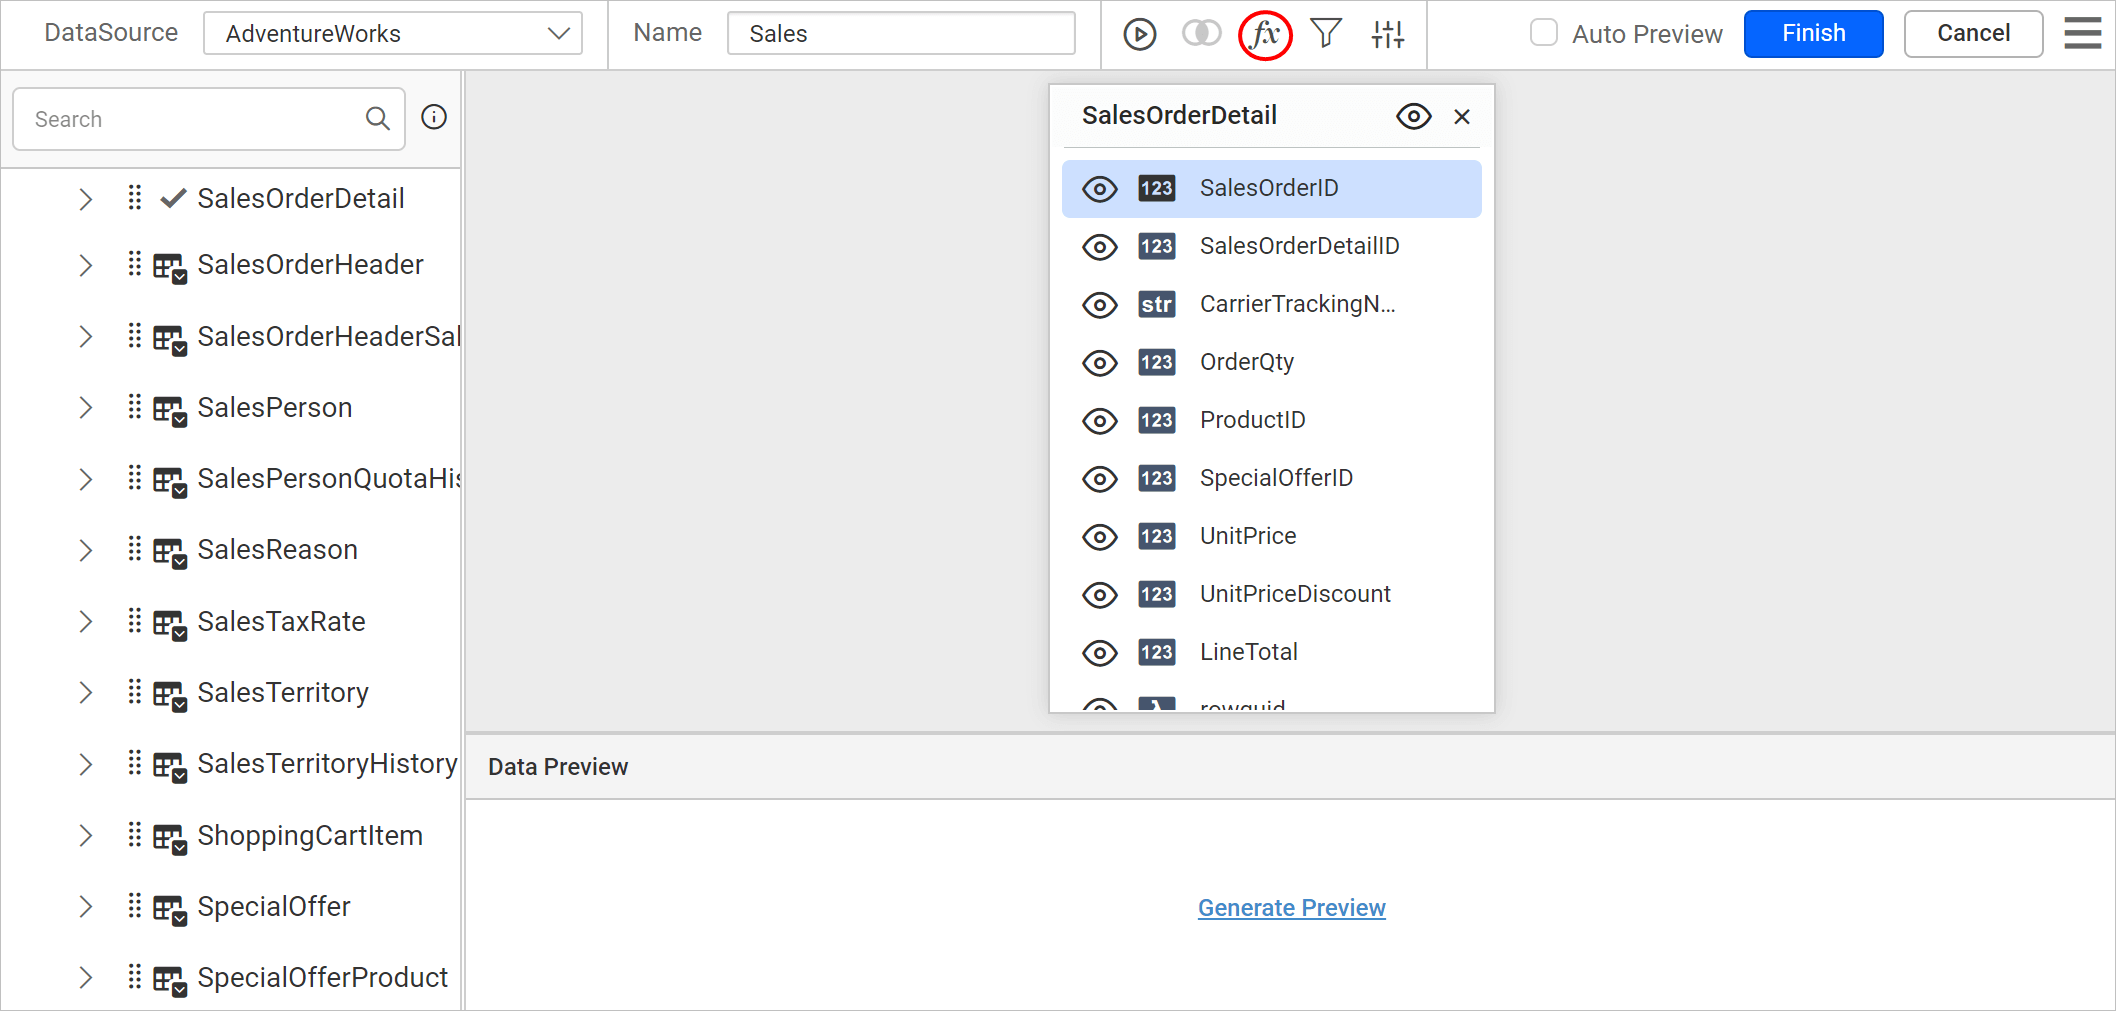 DataSource
AdventureWorks
Name
Sales
fx
Auto Preview
Finish
Cancel
Search
SalesOrderDetail
SalesOrderHeader
SalesOrderHeaderSal
SalesPerson
SalesPersonQuotaHis
SalesReason
SalesTaxRate
SalesTerritory
SalesTerritoryHistory
ShoppingCartItem
SpecialOffer
SpecialOfferProduct
SalesOrderDetail
123 SalesOrderID
123 SalesOrderDetailID
str CarrierTrackingN...
123 OrderQty
123 ProductID
123 SpecialOfferID
123 UnitPrice
123 UnitPriceDiscount
123 LineTotal
rowguid
Data Preview
Generate Preview